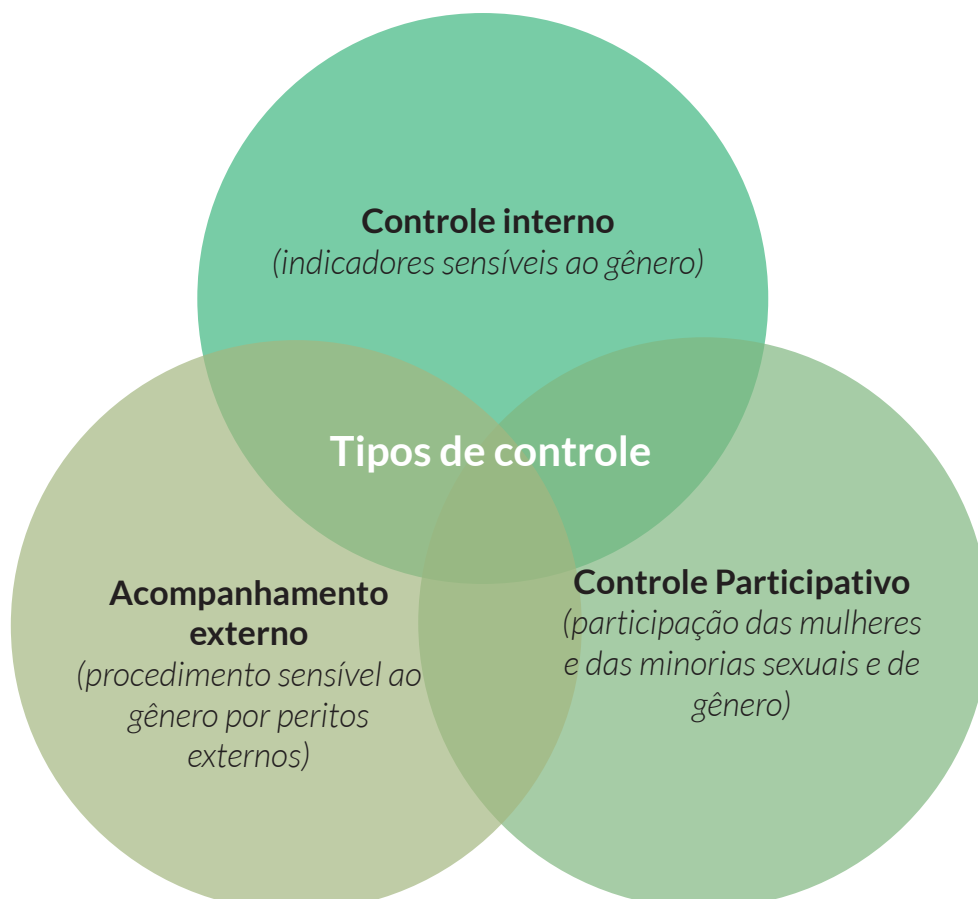 Controle interno
(indicadores sensíveis ao gênero)
Tipos de controle
Acompanhamento
externo
(procedimento sensível ao
gênero por peritos
externos)
Controle Participativo
(participação das mulheres
e das minorias sexuais e de
gênero)